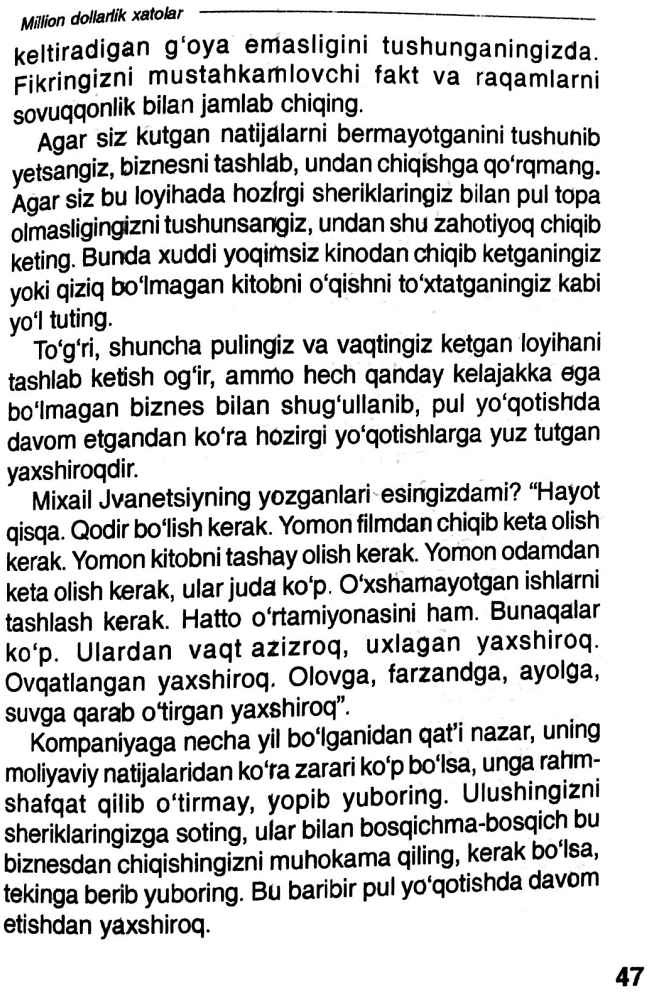 Million dollarlik xatolar
keltiradigan g‘oya emasligini tushunganingizda.
Fikringizni mustahkamlovchi fakt va raqamlarni
sovuqqonlik bilan jamlab chiqing.
Agar siz kutgan natijalarni bermayotganini tushunib
yetsangiz, biznesni tashlab, undan chiqishga qo‘rqmang.
Agar siz bu loyihada hozirgi sheriklaringiz bilan pul topa
olmasligingizni tushunsangiz, undan shu zahotiyoq chiqib
keting. Bunda xuddi yoqimsiz kinodan chiqib ketganingiz
yoki qiziq bo‘lmagan kitobni o‘qishni to‘xtatganingiz kabi
yo‘l tuting.
To‘g‘ri, shuncha pulingiz va vaqtingiz ketgan loyihani
tashlab ketish og‘ir, ammo hech qanday kelajakka ega
bo‘lmagan biznes bilan shug‘ullanib, pul yo‘qotishda
davom etgandan ko‘ra hozirgi yo‘qotishlarga yuz tutgan
yaxshiroqdir.
Mixail Jvanetsiyning yozganlari esingizdami? “Hayot
qisqa. Qodir bo‘lish kerak. Yomon filmdan chiqib keta olish
kerak. Yomon kitobni tashay olish kerak. Yomon odamdan
keta olish kerak, ular juda ko‘p. O‘xshamayotgan ishlarni
tashlash kerak. Hatto o‘rtamiyonasini ham. Bunaqalar
ko‘p. Ulardan vaqt azizroq, uxlagan yaxshiroq.
Ovqatlangan yaxshiroq. Olovga, farzandga, ayolga,
suvga qarab o‘tirgan yaxshiroq”.
Kompaniyaga necha yil bo‘lganidan qat’i nazar, uning
moliyaviy natijalaridan ko‘ra zarari ko‘p bo‘lsa, unga rahm-
shafqat qilib o‘tirmay, yopib yuboring. Ulushingizni
sheriklaringizga soting, ular bilan bosqichma-bosqich bu
biznesdan chiqishingizni muhokama qiling, kerak bo‘lsa,
tekinga berib yuboring. Bu baribir pul yo‘qotishda davom
etishdan yaxshiroq.
47